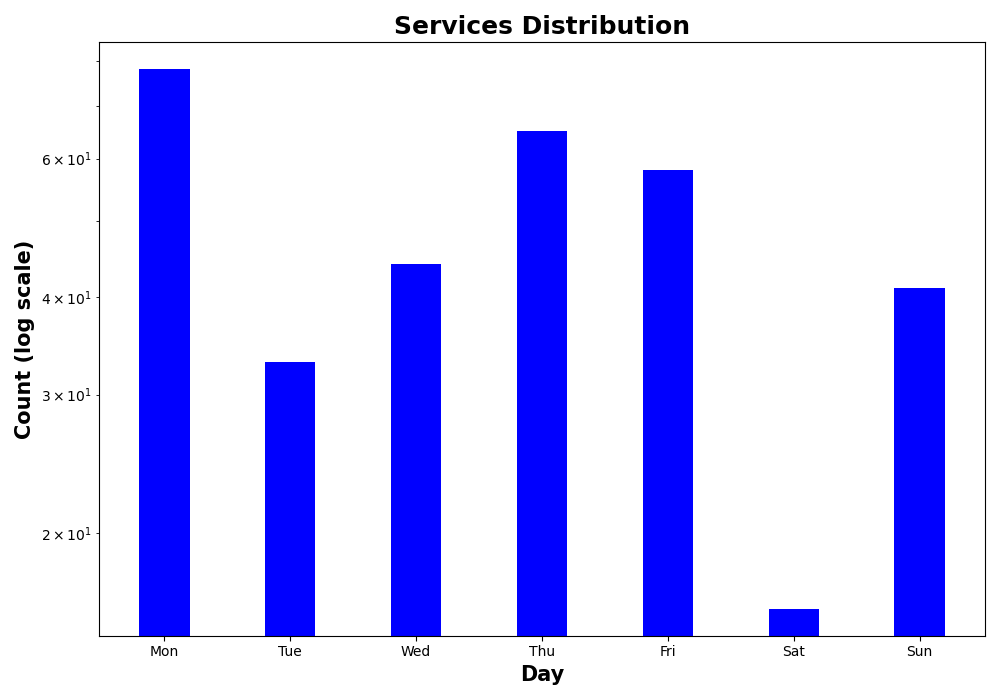 Services Distribution
Count (log scale)
6 × 10¹
4 × 10¹
3 × 10¹
2 × 10¹
Mon Tue Wed Thu Fri Sat Sun
Day